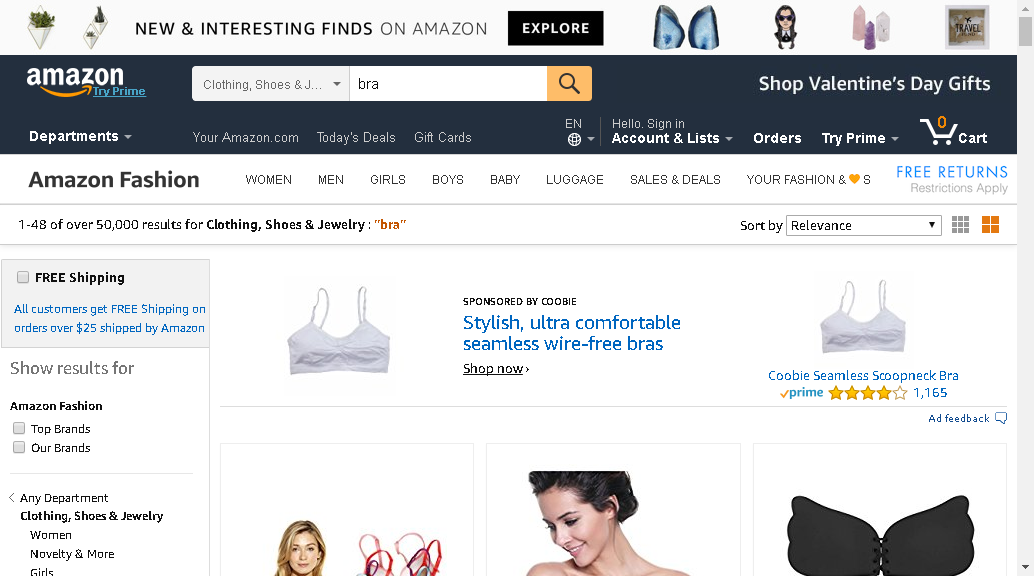 NEW & INTERESTING FINDS ON AMAZON EXPLORE
TRAVEL
amazon
Try Prime
Clothing, Shoes & J... bra
Shop Valentine's Day Gifts
Departments
Your Amazon.com Today's Deals Gift Cards
EN
Hello. Sign in
Account & Lists
Orders
Try Prime
0
Cart
Amazon Fashion
WOMEN MEN GIRLS BOYS BABY LUGGAGE SALES & DEALS YOUR FASHION & 🧡 S
FREE RETURNS
Restrictions Apply
1-48 of over 50,000 results for Clothing, Shoes & Jewelry : "bra"
Sort by Relevance
FREE Shipping
All customers get FREE Shipping on
orders over $25 shipped by Amazon
Show results for
Amazon Fashion
Top Brands
Our Brands
Any Department
Clothing, Shoes & Jewelry
Women
Novelty & More
Girls
SPONSORED BY COOBIE
Stylish, ultra comfortable
seamless wire-free bras
Shop now ›
Coobie Seamless Scoopneck Bra
prime 1,165
Ad feedback